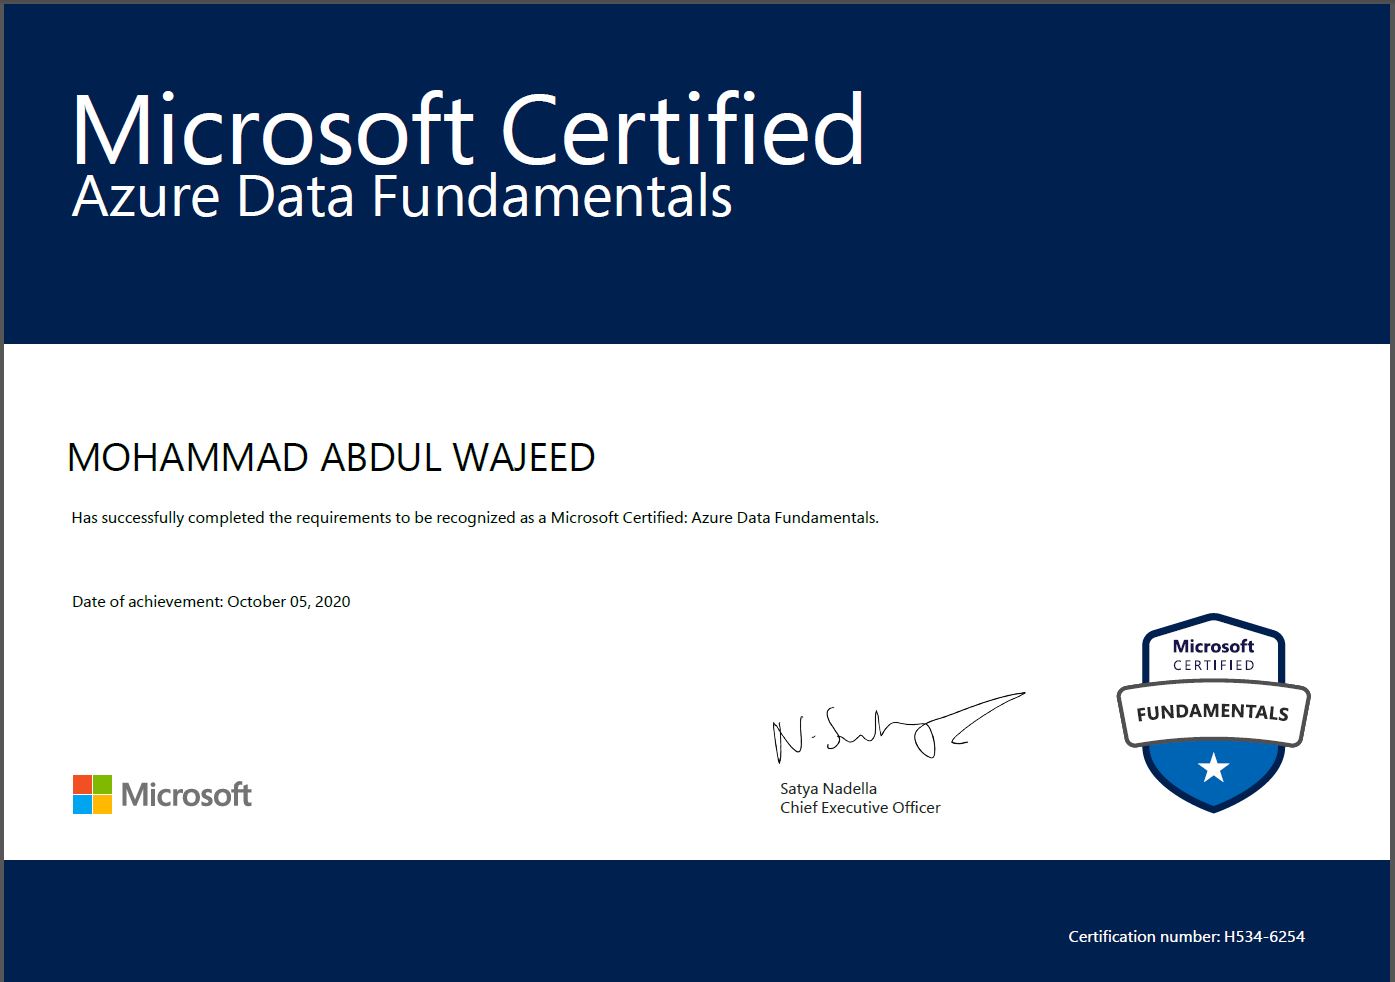 Microsoft Certified
Azure Data Fundamentals
MOHAMMAD ABDUL WAJEED
Has successfully completed the requirements to be recognized as a Microsoft Certified: Azure Data Fundamentals.
Date of achievement: October 05, 2020
Microsoft
CERTIFIED
FUNDAMENTALS
Microsoft
Satya Nadella
Chief Executive Officer
Certification number: H534-6254